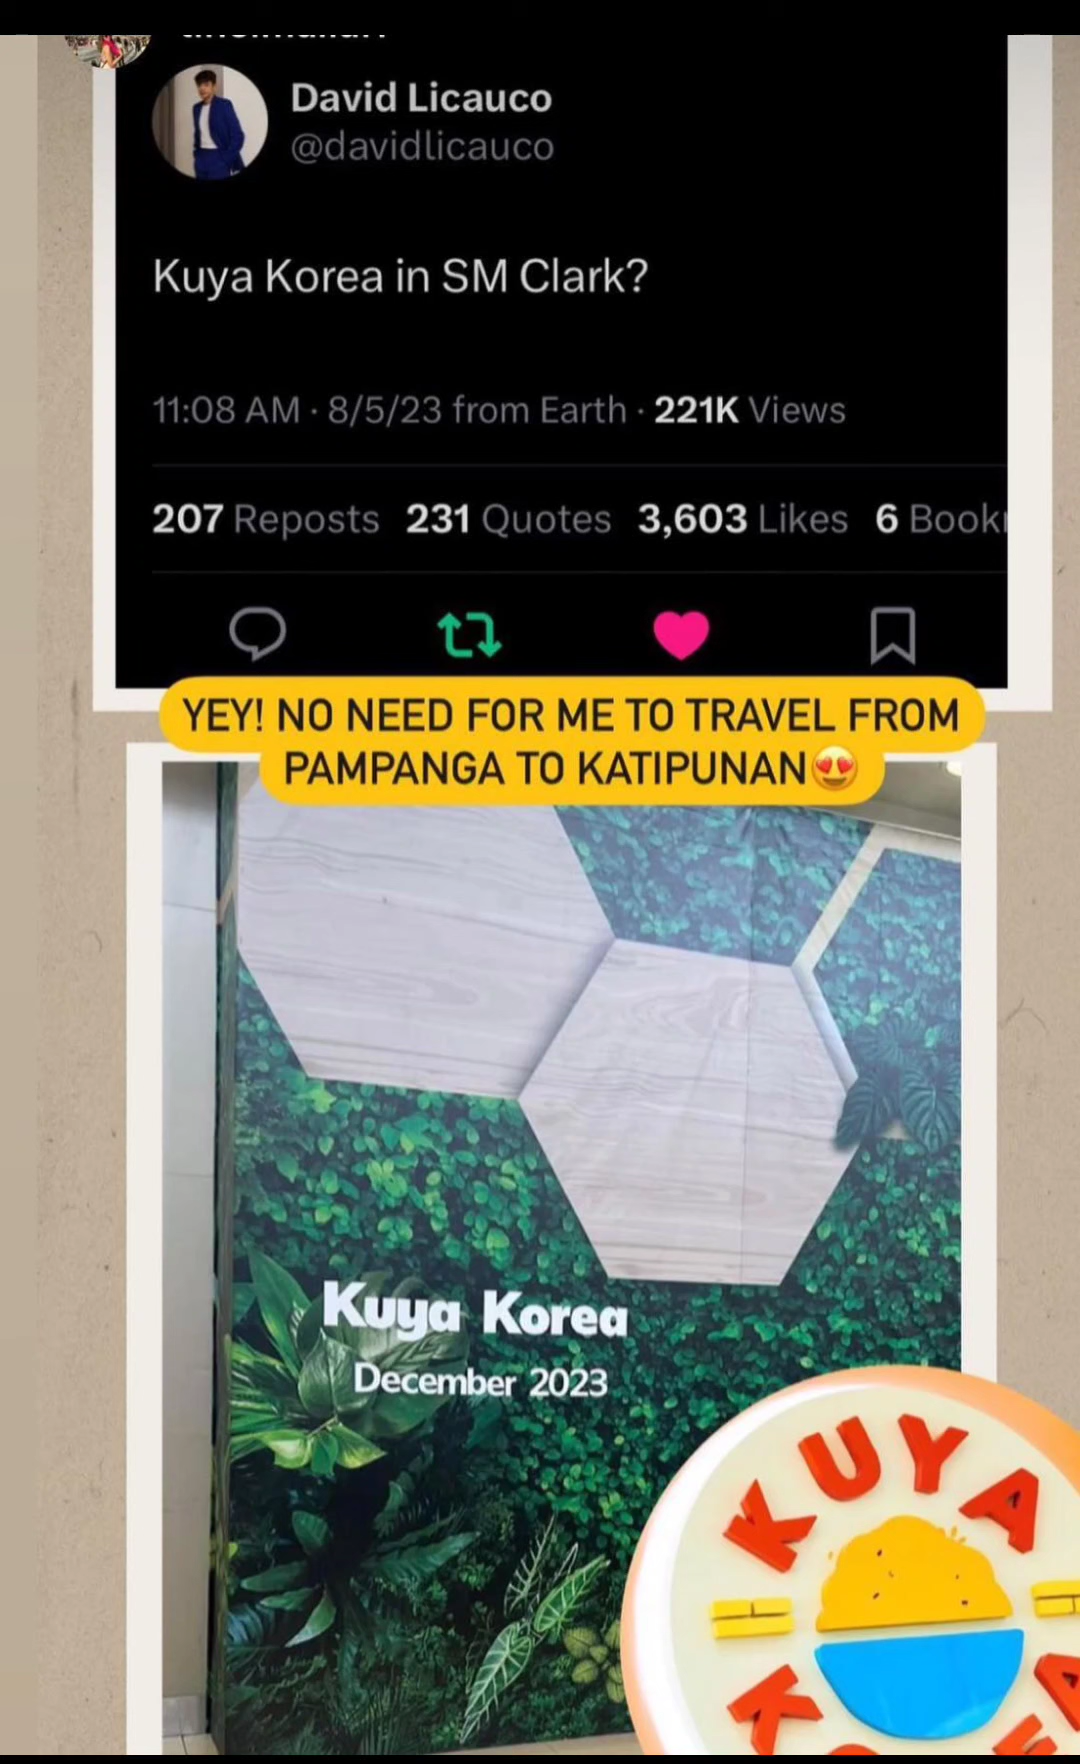 David Licauco
@davidlicauco
Kuya Korea in SM Clark?
11:08 AM · 8/5/23 from Earth · 221K Views
207 Reposts 231 Quotes 3,603 Likes 6 Book
YEY! NO NEED FOR ME TO TRAVEL FROM
PAMPANGA TO KATIPUNAN😍
Kuya Korea
December 2023
KUYA